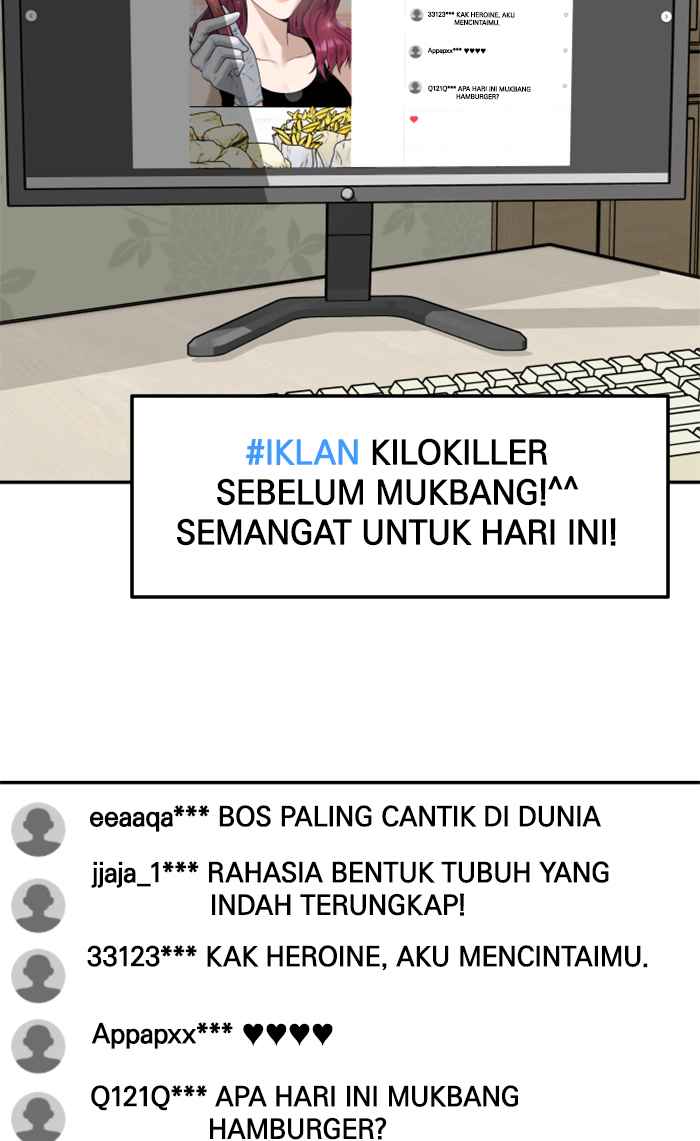 33123*** KAK HEROINE, AKU
MENCINTAIMU.
Appapxx*** ♥♥♥♥
Q121Q*** APA HARI INI MUKBANG
HAMBURGER?
#IKLAN KILOKILLER
SEBELUM MUKBANG!^^
SEMANGAT UNTUK HARI INI!
eeaaqa*** BOS PALING CANTIK DI DUNIA
jjaja_1*** RAHASIA BENTUK TUBUH YANG
INDAH TERUNGKAP!
33123*** KAK HEROINE, AKU MENCINTAIMU.
Appapxx*** ♥♥♥♥
Q121Q*** APA HARI INI MUKBANG
HAMBURGER?